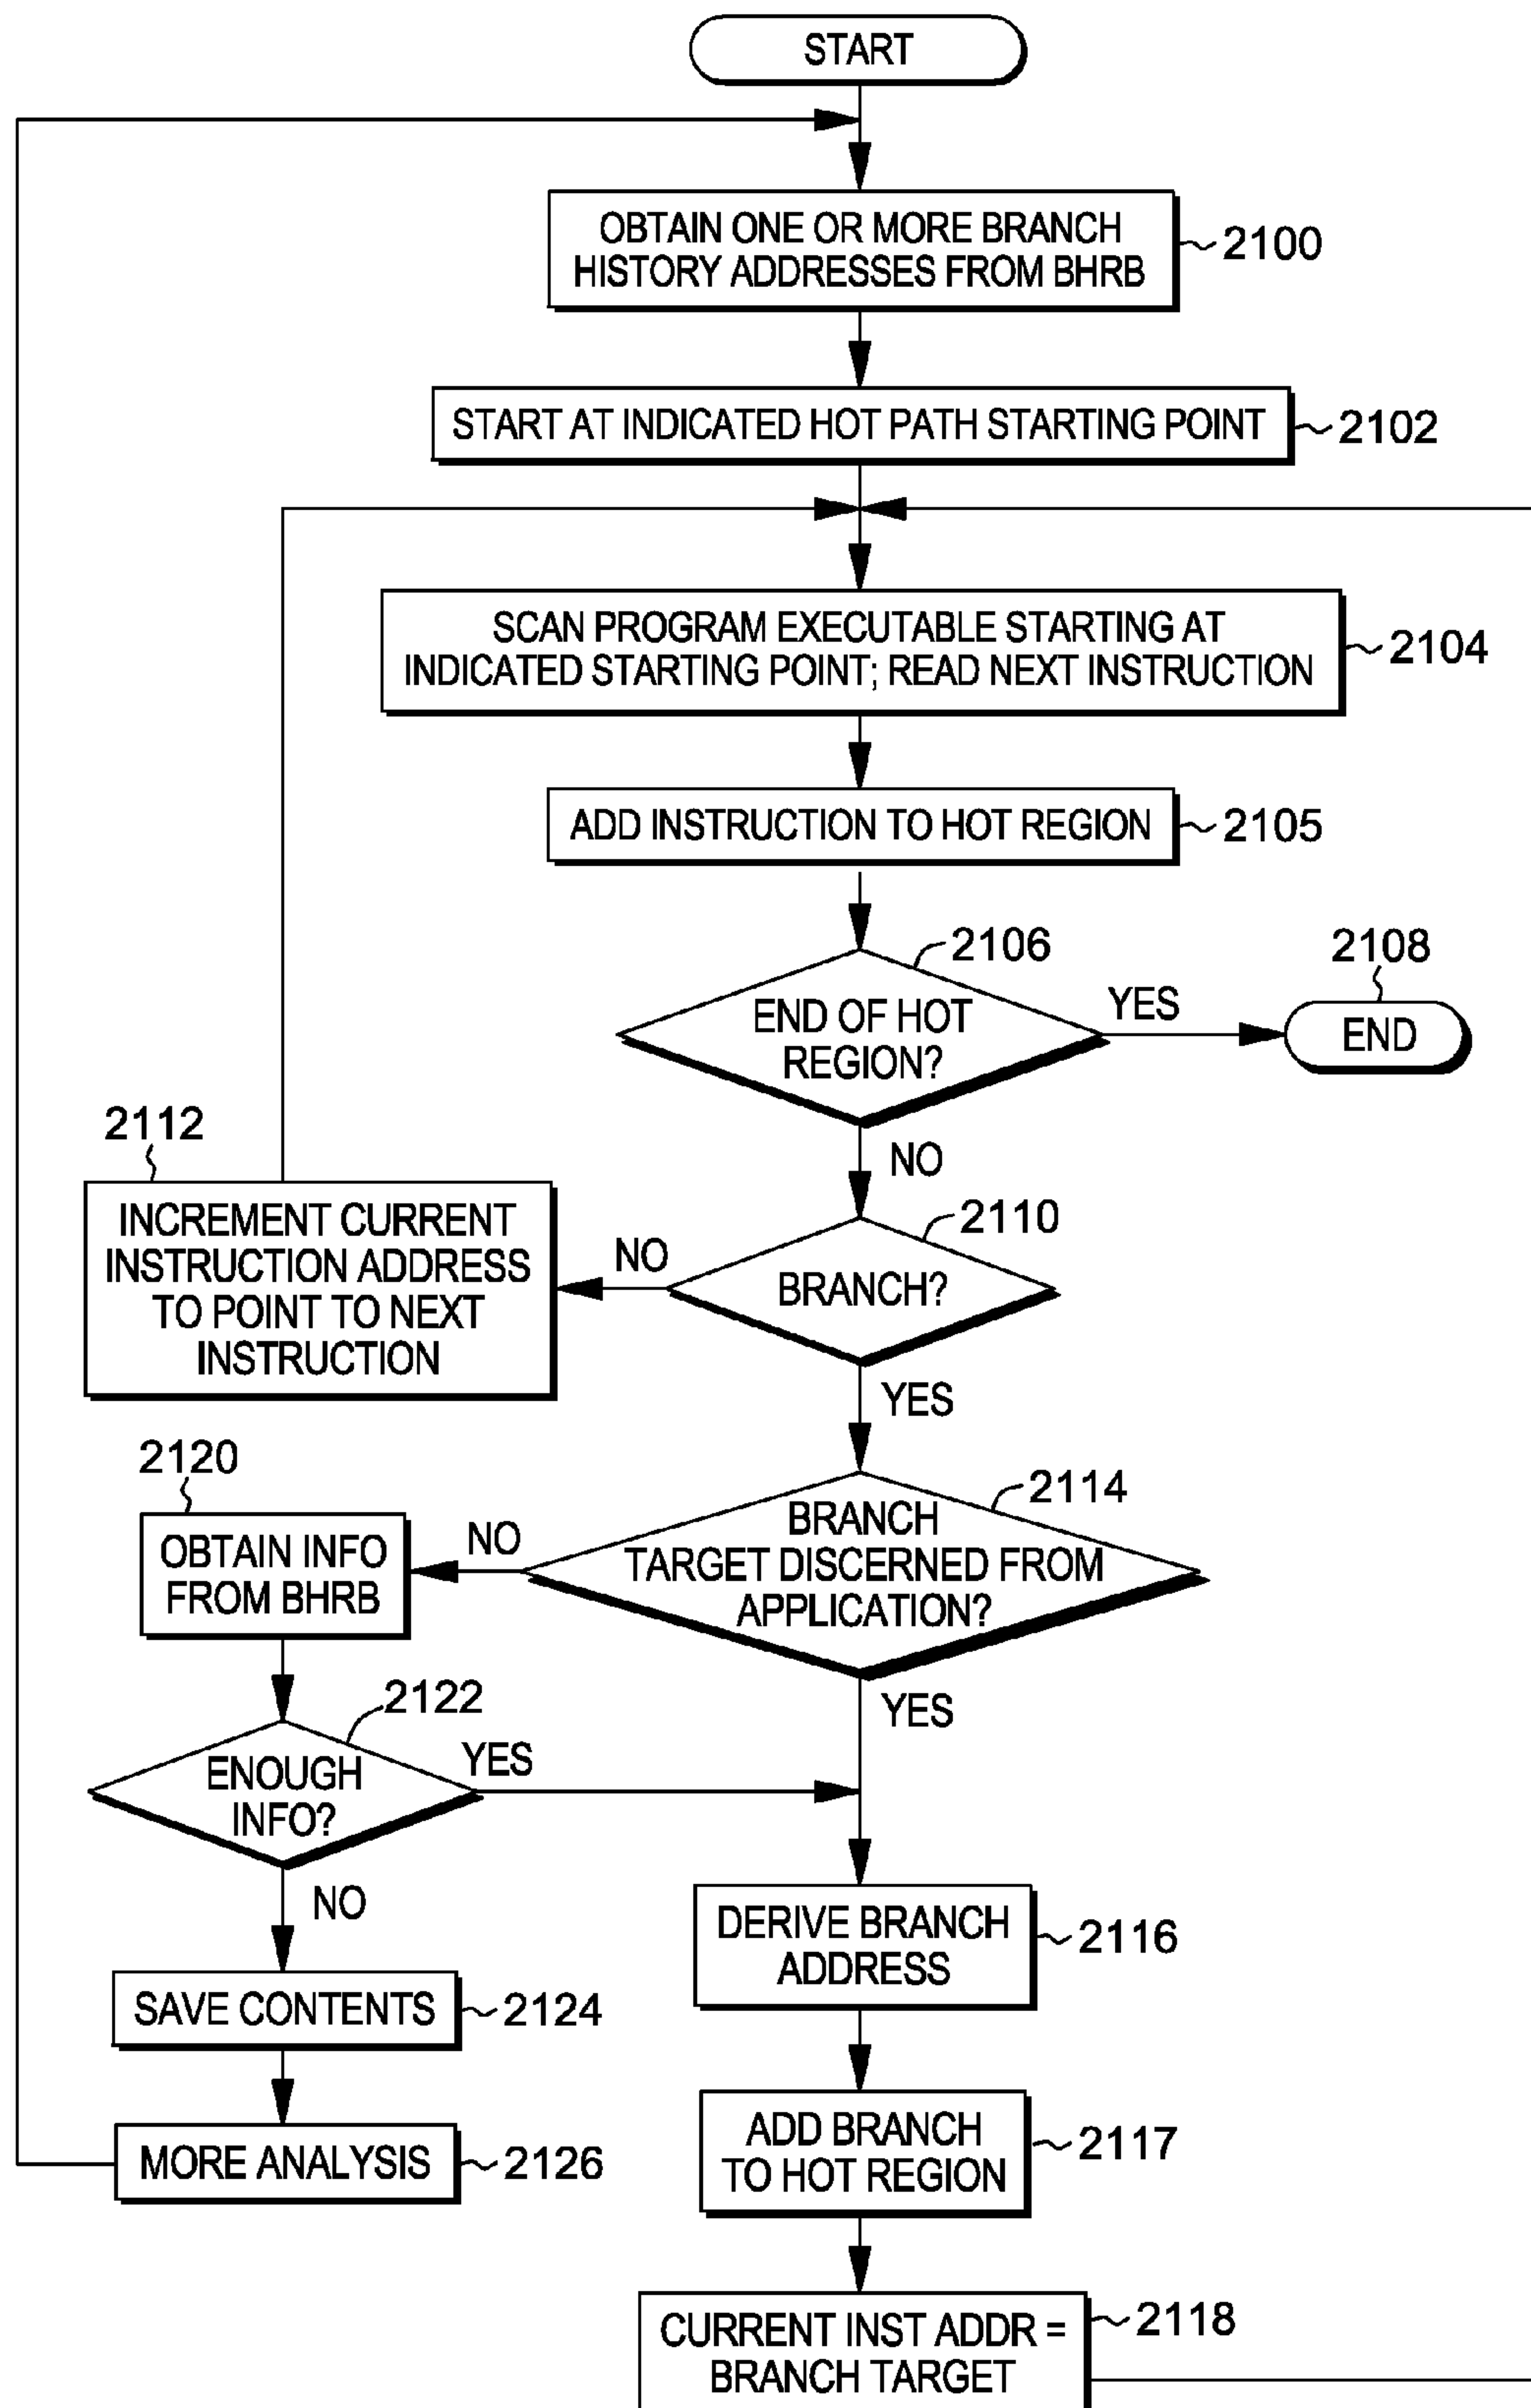 START
OBTAIN ONE OR MORE BRANCH
HISTORY ADDRESSES FROM BHRB
2100
START AT INDICATED HOT PATH STARTING POINT
2102
SCAN PROGRAM EXECUTABLE STARTING AT
INDICATED STARTING POINT; READ NEXT INSTRUCTION
2104
ADD INSTRUCTION TO HOT REGION
2105
2106
END OF HOT
REGION?
YES
2108
END
NO
2110
BRANCH?
NO
2112
INCREMENT CURRENT
INSTRUCTION ADDRESS
TO POINT TO NEXT
INSTRUCTION
YES
2114
BRANCH
TARGET DISCERNED FROM
APPLICATION?
NO
2120
OBTAIN INFO
FROM BHRB
YES
2122
ENOUGH
INFO?
YES
NO
DERIVE BRANCH
ADDRESS
2116
SAVE CONTENTS
2124
ADD BRANCH
TO HOT REGION
2117
MORE ANALYSIS
2126
CURRENT INST ADDR =
BRANCH TARGET
2118